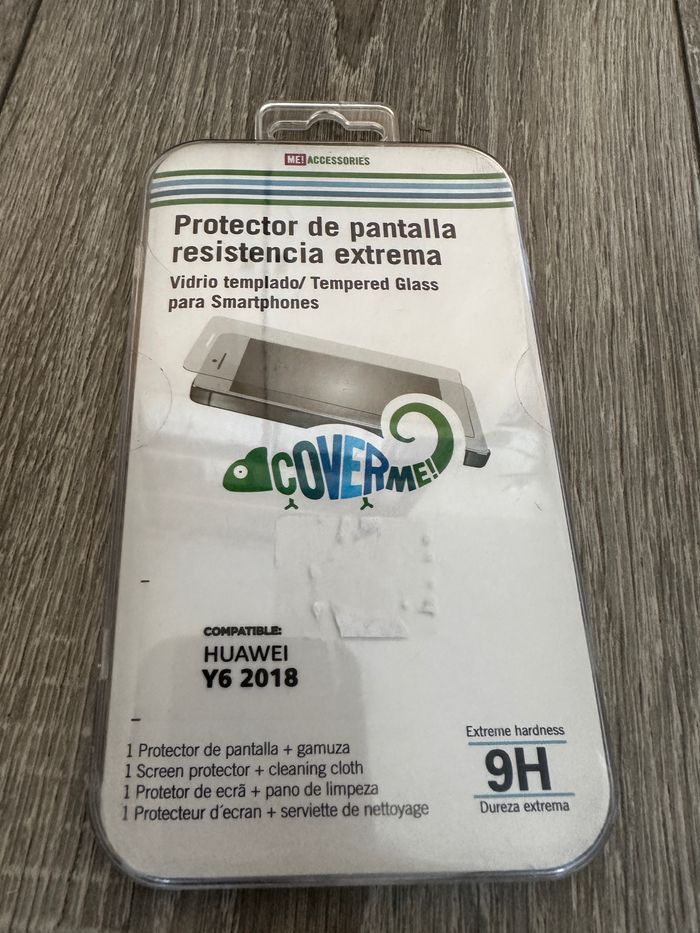 ME! ACCESSORIES
Protector de pantalla
resistencia extrema
Vidrio templado/ Tempered Glass
para Smartphones
COVERME!
COMPATIBLE:
HUAWEI
Y6 2018
1 Protector de pantalla + gamuza
1 Screen protector + cleaning cloth
1 Protetor de ecrã + pano de limpeza
1 Protecteur d´ecran + serviette de nettoyage
Extreme hardness
9H
Dureza extrema